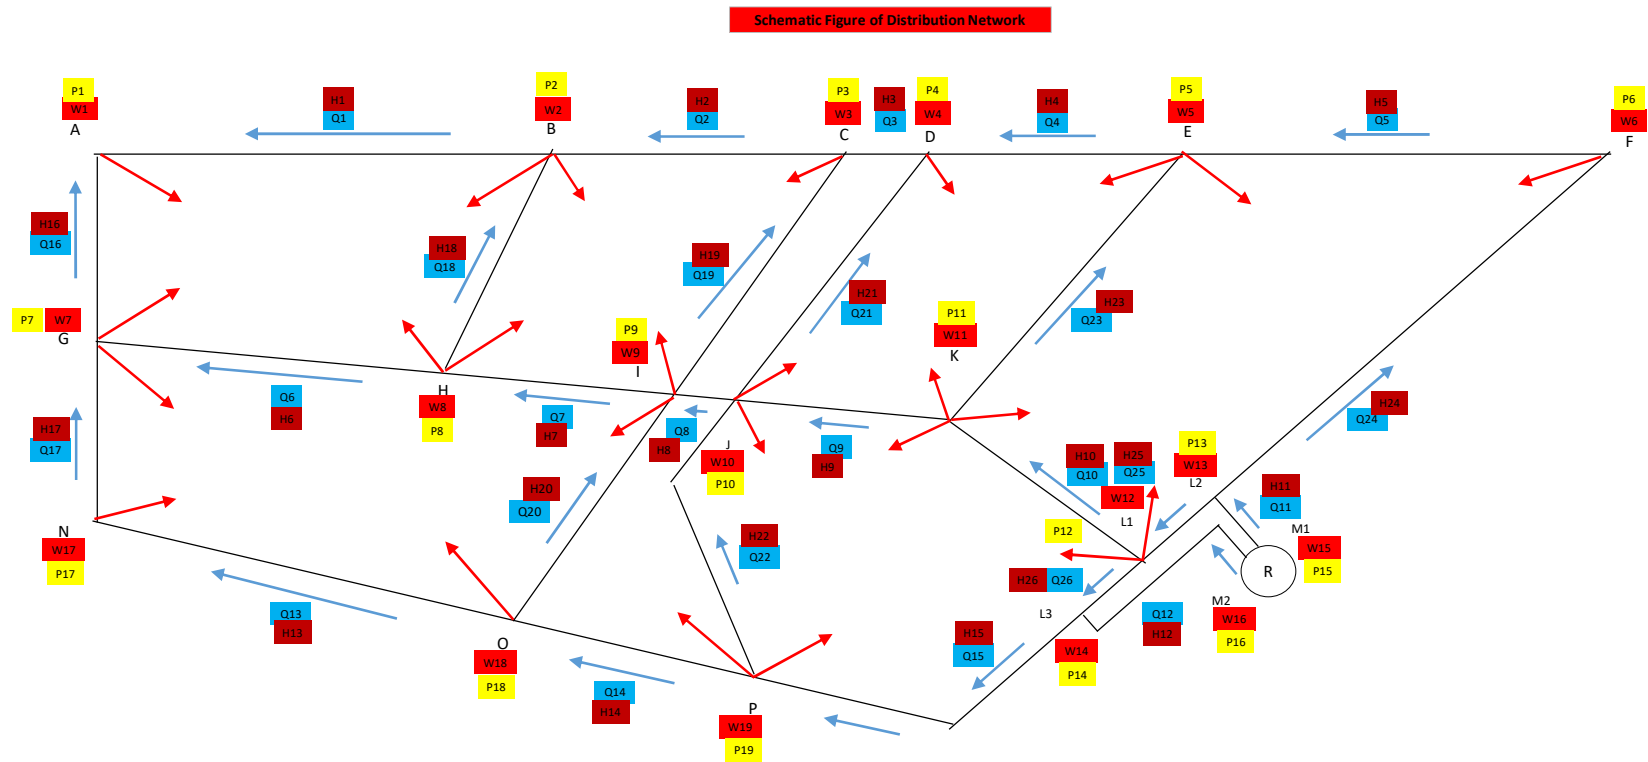 Schematic Figure of Distribution Network
P1
W1
A
H1
Q1
P2
W2
B
H2
Q2
P3
W3
C
H3
Q3
P4
W4
D
H4
Q4
P5
W5
E
H5
Q5
P6
W6
F
H16
Q16
H18
Q18
H19
Q19
H21
Q21
H23
Q23
P7 W7
G
P9
W9
I
P11
W11
K
Q6
H6
H
W8
P8
Q7
H7
Q8
H8
J
W10
P10
Q9
H9
H24
Q24
H17
Q17
H20
Q20
H10
Q10
H25
Q25
W12
L1
P12
P13
W13
L2
H11
Q11
M1
W15
P15
R
N
W17
P17
H22
Q22
H26 Q26
L3
Q12
H12
M2
W16
P16
Q13
H13
O
W18
P18
H15
Q15
W14
P14
Q14
H14
P
W19
P19